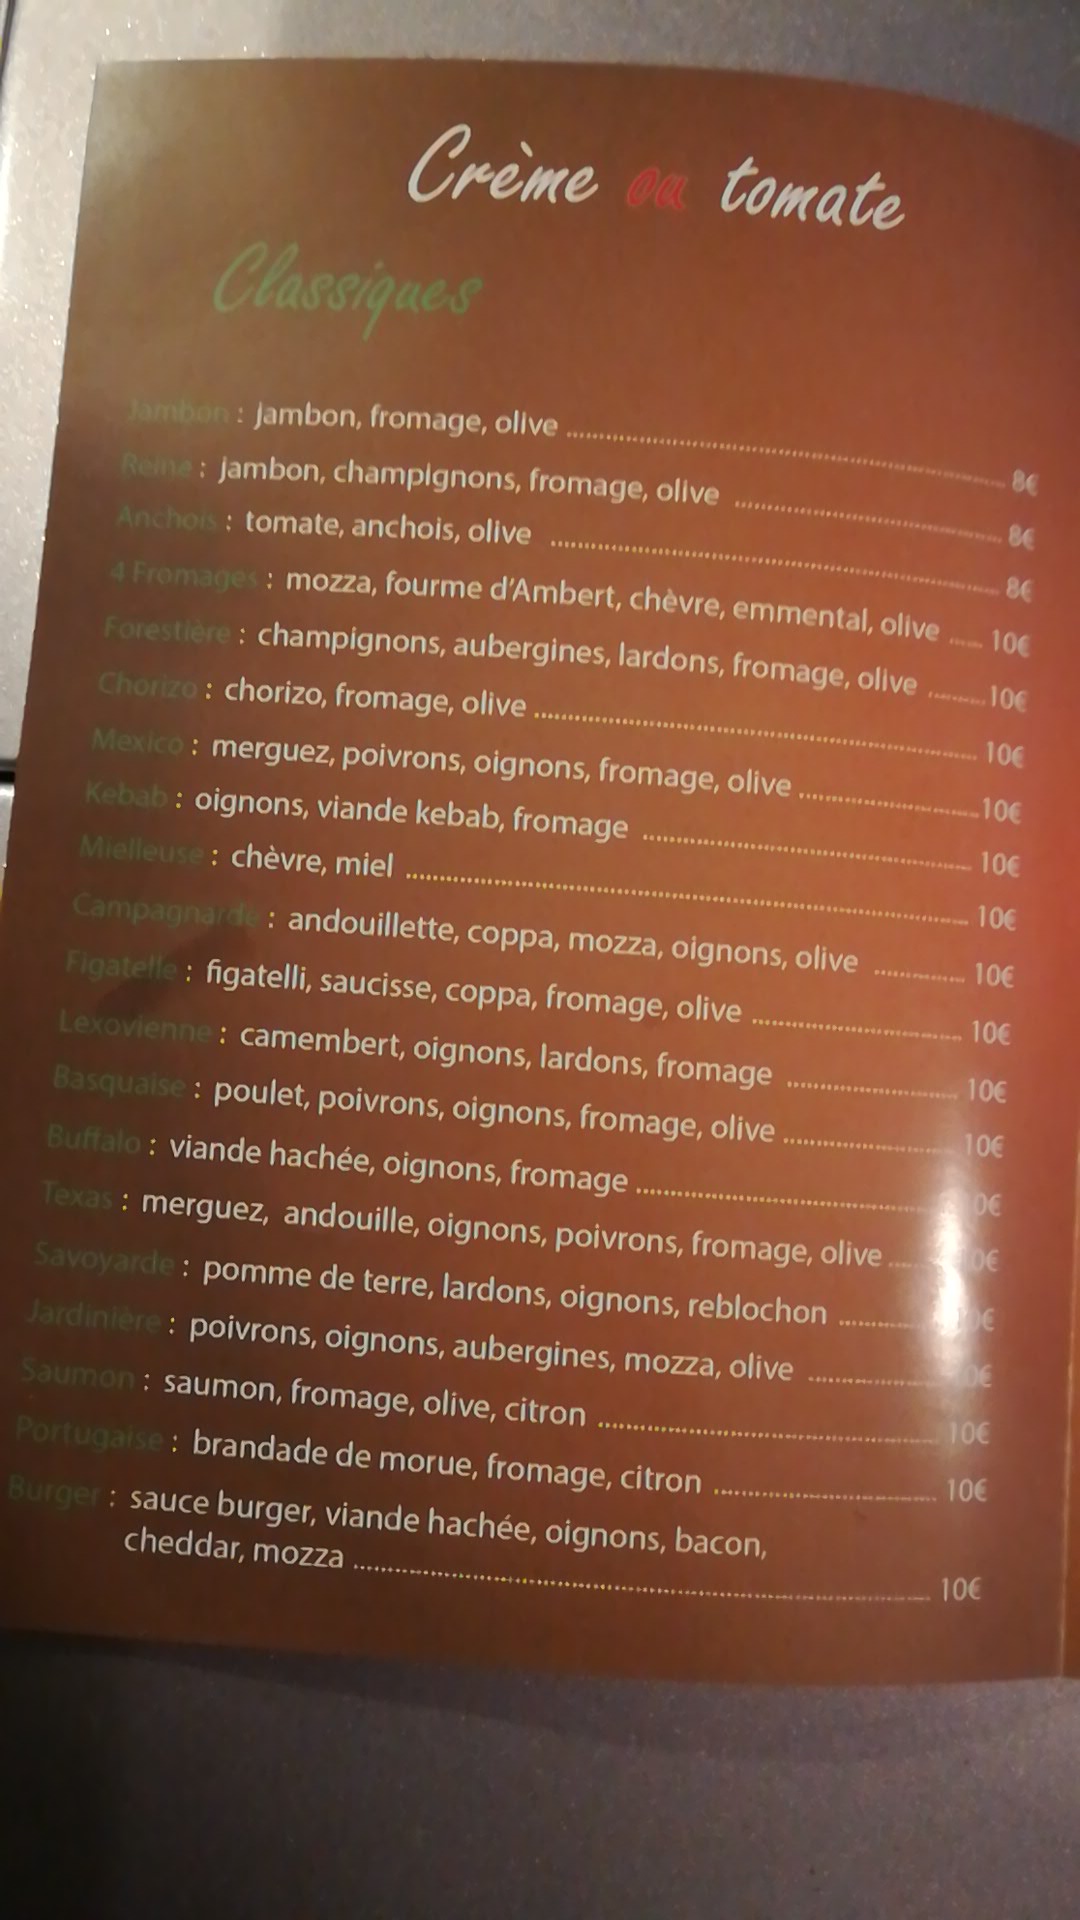 Crème ou tomate
Classiques
Jambon : jambon, fromage, olive 8€
Reine : jambon, champignons, fromage, olive 8€
Anchois : tomate, anchois, olive 8€
4 Fromages : mozza, fourme d'Ambert, chèvre, emmental, olive 10€
Forestière : champignons, aubergines, lardons, fromage, olive 10€
Chorizo : chorizo, fromage, olive 10€
Mexico : merguez, poivrons, oignons, fromage, olive 10€
Kebab : oignons, viande kebab, fromage 10€
Mielleuse : chèvre, miel 10€
Campagnarde : andouillette, coppa, mozza, oignons, olive 10€
Figatelle : figatelli, saucisse, coppa, fromage, olive 10€
Lexovienne : camembert, oignons, lardons, fromage 10€
Basquaise : poulet, poivrons, oignons, fromage, olive 10€
Buffalo : viande hachée, oignons, fromage
Texas : merguez, andouille, oignons, poivrons, fromage, olive
Savoyarde : pomme de terre, lardons, oignons, reblochon
Jardinière : poivrons, oignons, aubergines, mozza, olive
Saumon : saumon, fromage, olive, citron 10€
Portugaise : brandade de morue, fromage, citron 10€
Burger : sauce burger, viande hachée, oignons, bacon,
cheddar, mozza 10€